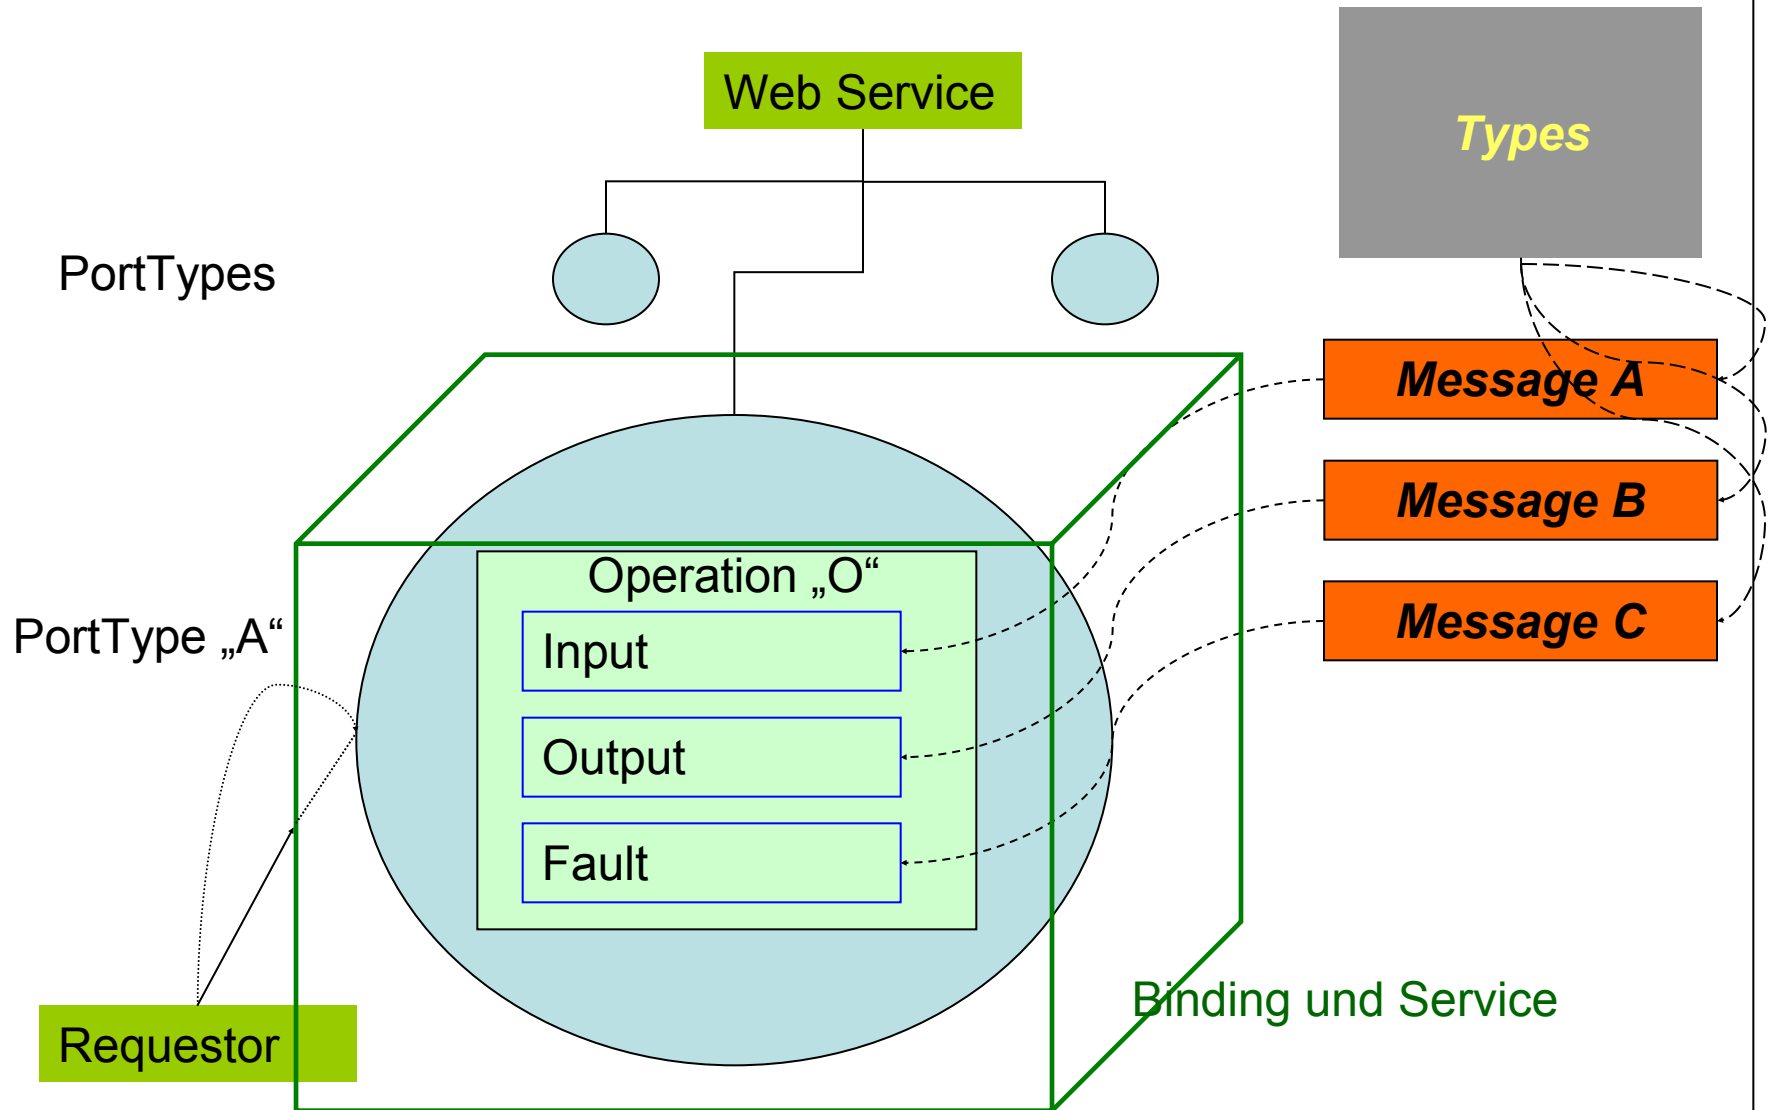 Web Service
Types
PortTypes
Message A
Message B
Operation „O“
Message C
PortType „A“
Input
Output
Fault
Binding und Service
Requestor